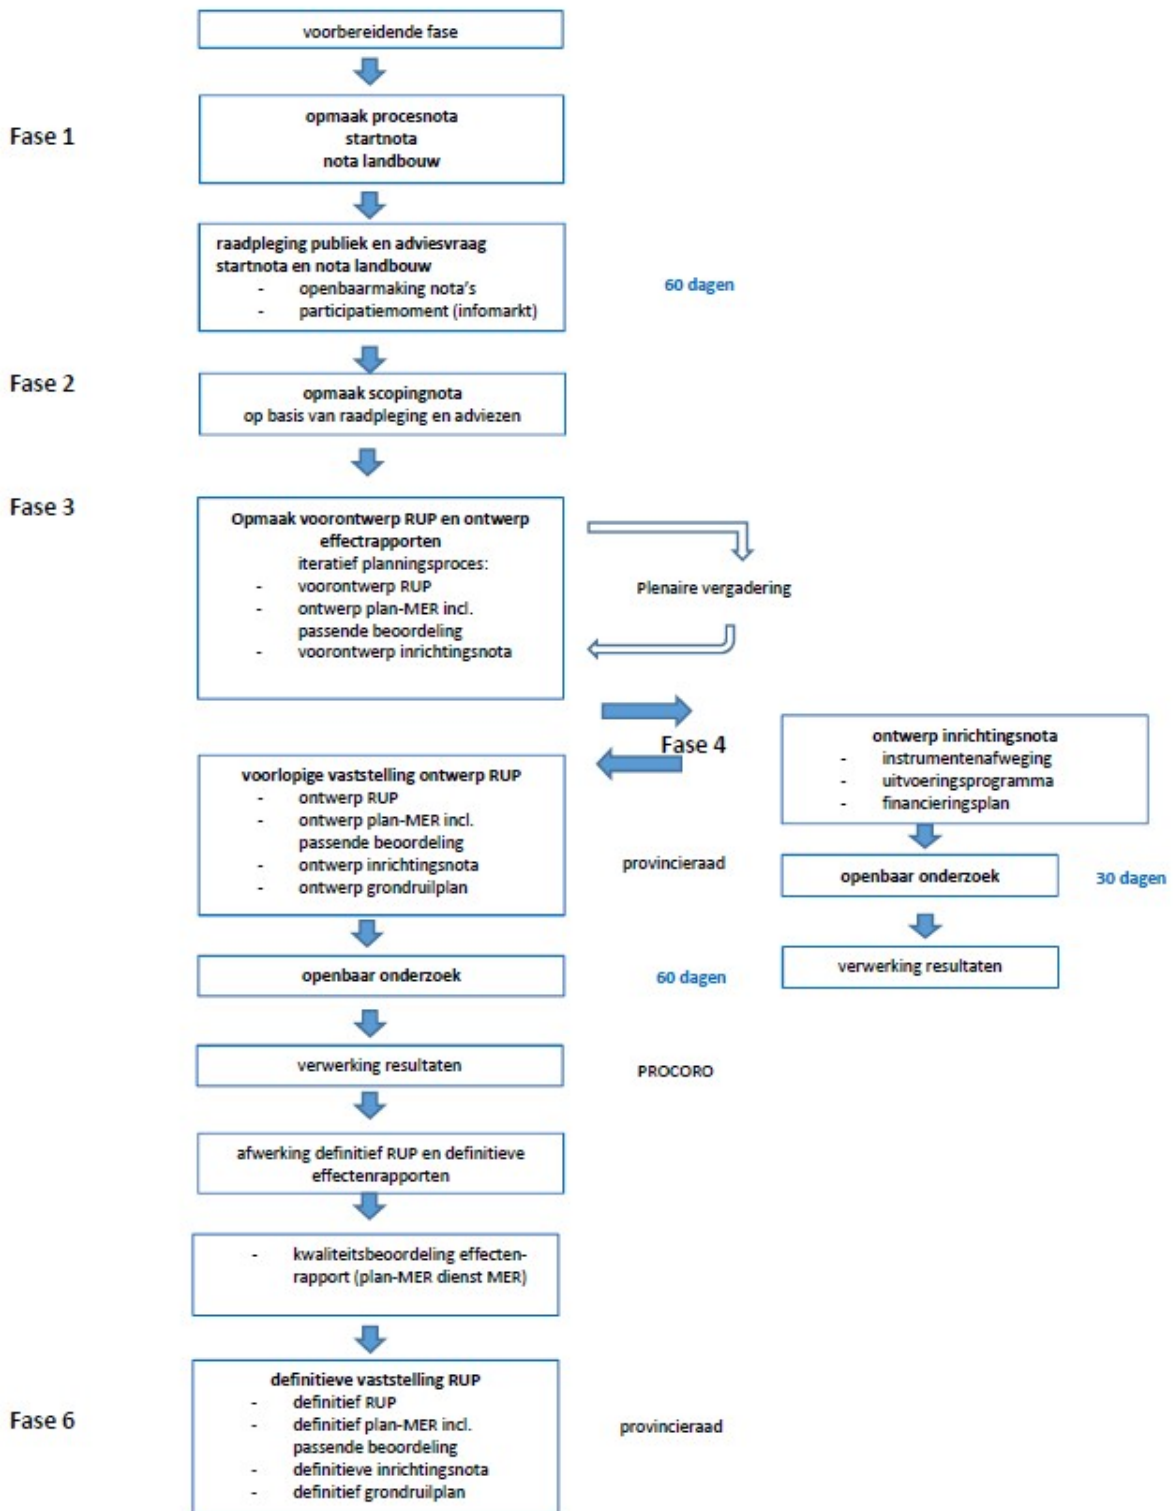 voorbereidende fase
Fase 1
opmaak procesnota
startnota
nota landbouw
raadpleging publiek en adviesvraag
startnota en nota landbouw
- openbaarmaking nota's
- participatiemoment (infomarkt)
60 dagen
Fase 2
opmaak scopingnota
op basis van raadpleging en adviezen
Fase 3
Opmaak voorontwerp RUP en ontwerp
effectrapporten
iteratief planningsproces:
- voorontwerp RUP
- ontwerp plan-MER incl.
passende beoordeling
- voorontwerp inrichtingsnota
Plenaire vergadering
Fase 4
ontwerp inrichtingsnota
- instrumentenafweging
- uitvoeringsprogramma
- financieringsplan
openbaar onderzoek
30 dagen
verwerking resultaten
voorlopige vaststelling ontwerp RUP
- ontwerp RUP
- ontwerp plan-MER incl.
passende beoordeling
- ontwerp inrichtingsnota
- ontwerp grondruilplan
provincieraad
openbaar onderzoek
60 dagen
verwerking resultaten
PROCORO
afwerking definitief RUP en definitieve
effectenrapporten
- kwaliteitsbeoordeling effecten-
rapport (plan-MER dienst MER)
Fase 6
definitieve vaststelling RUP
- definitief RUP
- definitief plan-MER incl.
passende beoordeling
- definitieve inrichtingsnota
- definitief grondruilplan
provincieraad